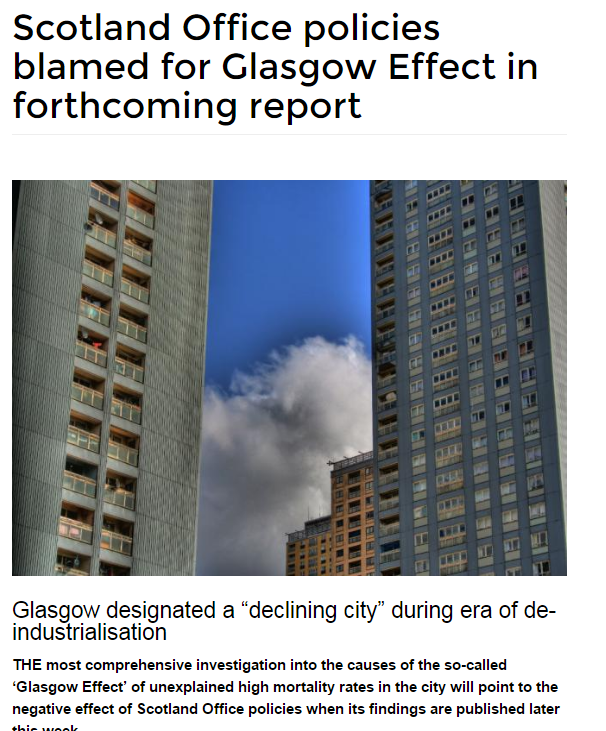 Scotland Office policies
blamed for Glasgow Effect in
forthcoming report
Glasgow designated a “declining city” during era of de-
industrialisation
THE most comprehensive investigation into the causes of the so-called
‘Glasgow Effect’ of unexplained high mortality rates in the city will point to the
negative effect of Scotland Office policies when its findings are published later
this week